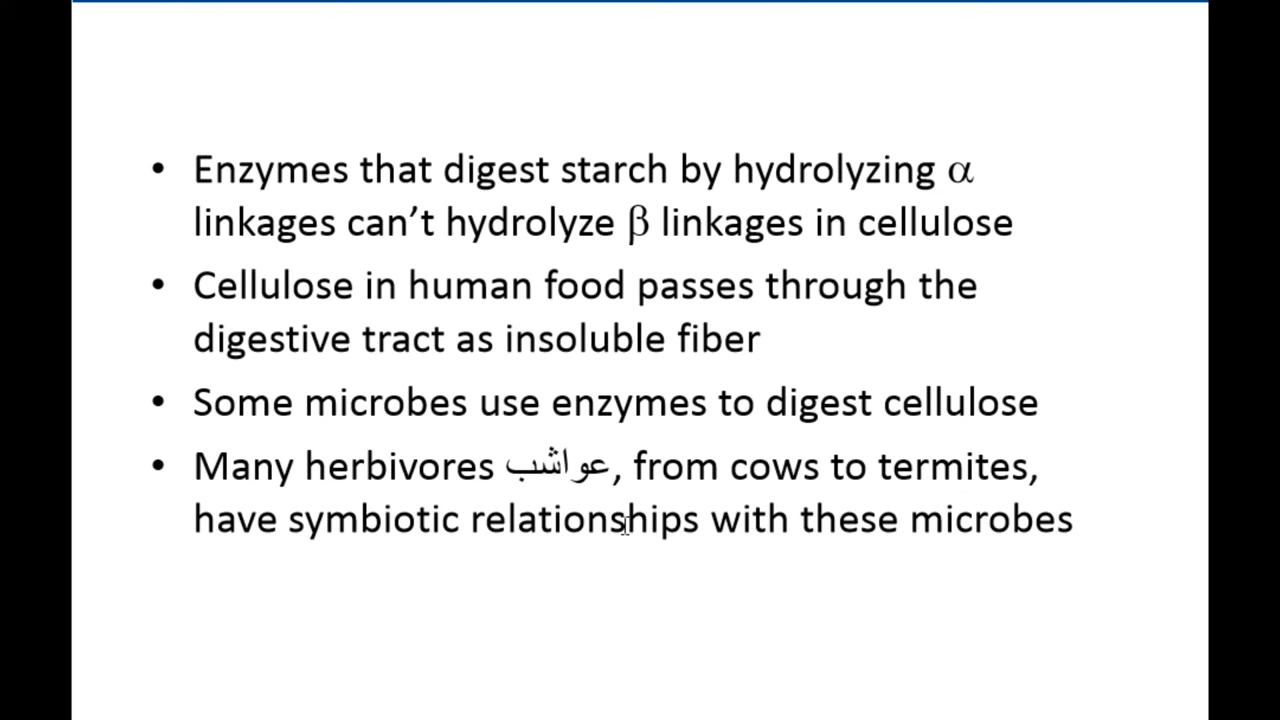 • Enzymes that digest starch by hydrolyzing α
linkages can’t hydrolyze β linkages in cellulose
• Cellulose in human food passes through the
digestive tract as insoluble fiber
• Some microbes use enzymes to digest cellulose
• Many herbivores عواشب, from cows to termites,
have symbiotic relationships with these microbes